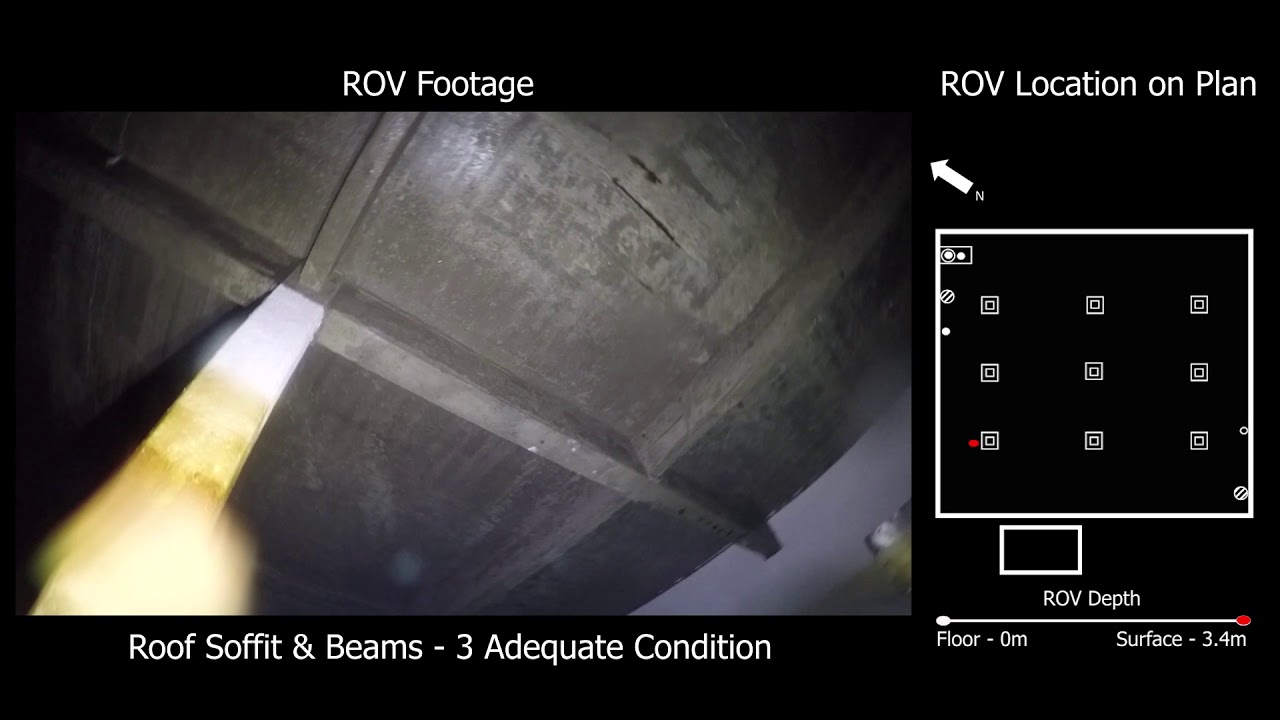 ROV Footage
ROV Location on Plan
N
Roof Soffit & Beams - 3 Adequate Condition
ROV Depth
Floor - 0m
Surface - 3.4m